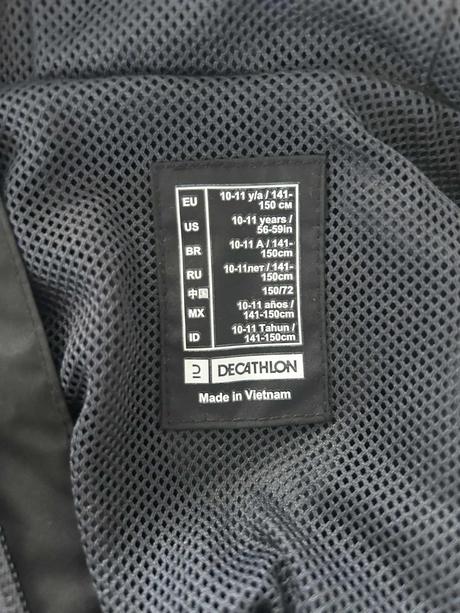 EU 10-11 y/a / 141-
150 см
US 10-11 years /
56-59in
BR 10-11 A / 141-
150cm
RU 10-11лет / 141-
150cm
中国 150/72
MX 10-11 años /
141-150cm
ID 10-11 Tahun /
141-150cm
DECATHLON
Made in Vietnam